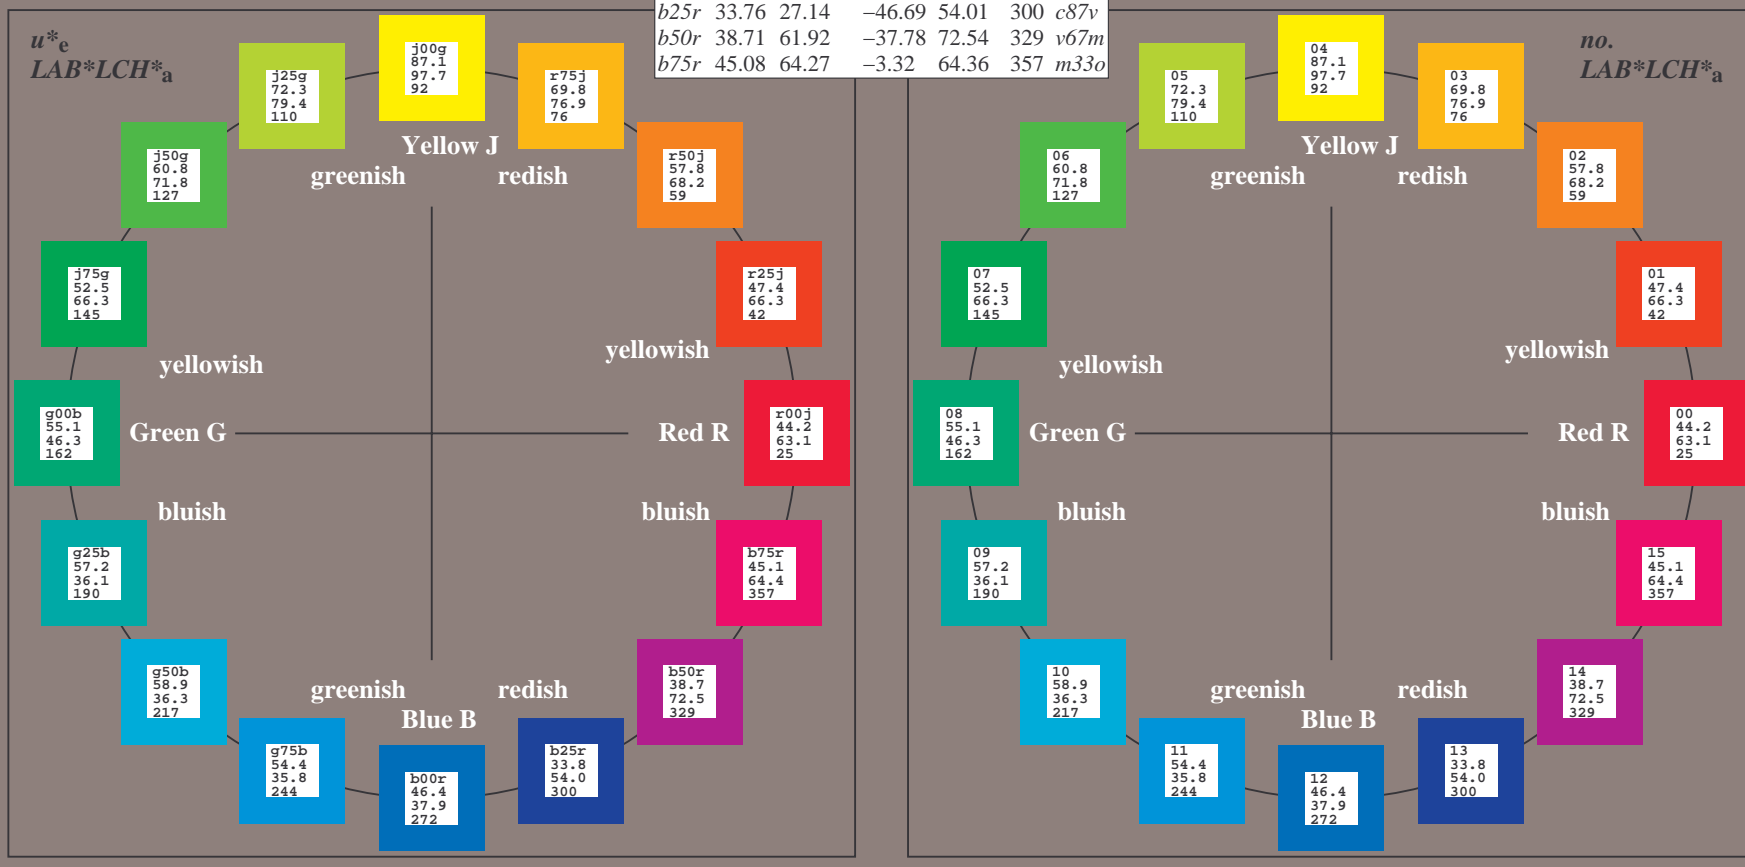 b25r 33.76 27.14 −46.69 54.01 300 c87v
b50r 38.71 61.92 −37.78 72.54 329 v67m
b75r 45.08 64.27 −3.32 64.36 357 m33o
u*e
LAB*LCH*a
j00g
87.1
97.7
92
j25g
72.3
79.4
110
r75j
69.8
76.9
76
Yellow J
greenish redish
j50g
60.8
71.8
127
r50j
57.8
68.2
59
j75g
52.5
66.3
145
r25j
47.4
66.3
42
yellowish
yellowish
g00b
55.1
46.3
162
Green G
Red R
r00j
44.2
63.1
25
bluish
bluish
g25b
57.2
36.1
190
b75r
45.1
64.4
357
g50b
58.9
36.3
217
b50r
38.7
72.5
329
greenish redish
Blue B
g75b
54.4
35.8
244
b00r
46.4
37.9
272
b25r
33.8
54.0
300
no.
LAB*LCH*a
04
87.1
97.7
92
05
72.3
79.4
110
03
69.8
76.9
76
Yellow J
greenish redish
06
60.8
71.8
127
02
57.8
68.2
59
07
52.5
66.3
145
01
47.4
66.3
42
yellowish
yellowish
08
55.1
46.3
162
Green G
Red R
00
44.2
63.1
25
bluish
bluish
09
57.2
36.1
190
15
45.1
64.4
357
10
58.9
36.3
217
14
38.7
72.5
329
greenish redish
Blue B
11
54.4
35.8
244
12
46.4
37.9
272
13
33.8
54.0
300